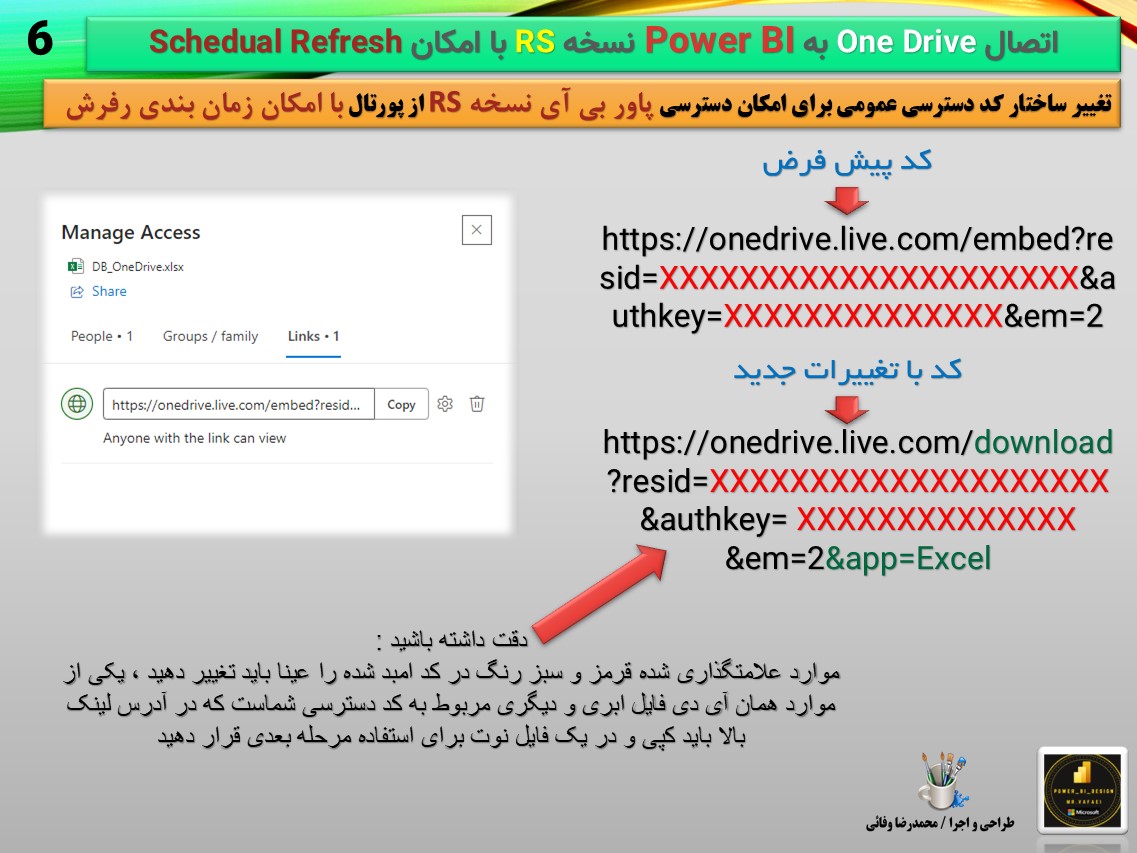 6
اتصال One Drive به Power BI نسخه RS با امکان Schedual Refresh
تغییر ساختار کد دسترسی عمومی برای امکان دسترسی پاور بی آی نسخه RS از پورتال با امکان زمان بندی رفرش
کد پیش فرض
https://onedrive.live.com/embed?re
sid=XXXXXXXXXXXXXXXXXXXXX&a
uthkey=XXXXXXXXXXXXXX&em=2
کد با تغییرات جدید
https://onedrive.live.com/download
?resid=XXXXXXXXXXXXXXXXXXXX
&authkey= XXXXXXXXXXXXXX
&em=2&app=Excel
Manage Access
DB_OneDrive.xlsx
Share
People • 1 Groups / family Links • 1
https://onedrive.live.com/embed?resid... Copy
Anyone with the link can view
دقت داشته باشید :
موارد علامتگذاری شده قرمز و سبز رنگ در کد امبد شده را عینا باید تغییر دهید ، یکی از
موارد همان آی دی فایل ابری و دیگری مربوط به کد دسترسی شماست که در آدرس لینک
بالا باید کپی و در یک فایل نوت برای استفاده مرحله بعدی قرار دهید
طراحی و اجرا / محمدرضا وفائی
POWER_BI_DESIGN
MR.VAFAEI
Microsoft